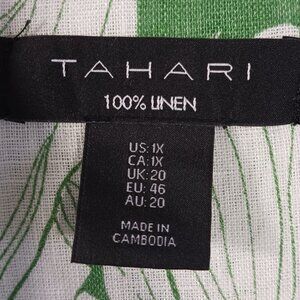 TAHARI
100% LINEN
US: 1X
CA: 1X
UK: 20
EU: 46
AU: 20
MADE IN
CAMBODIA